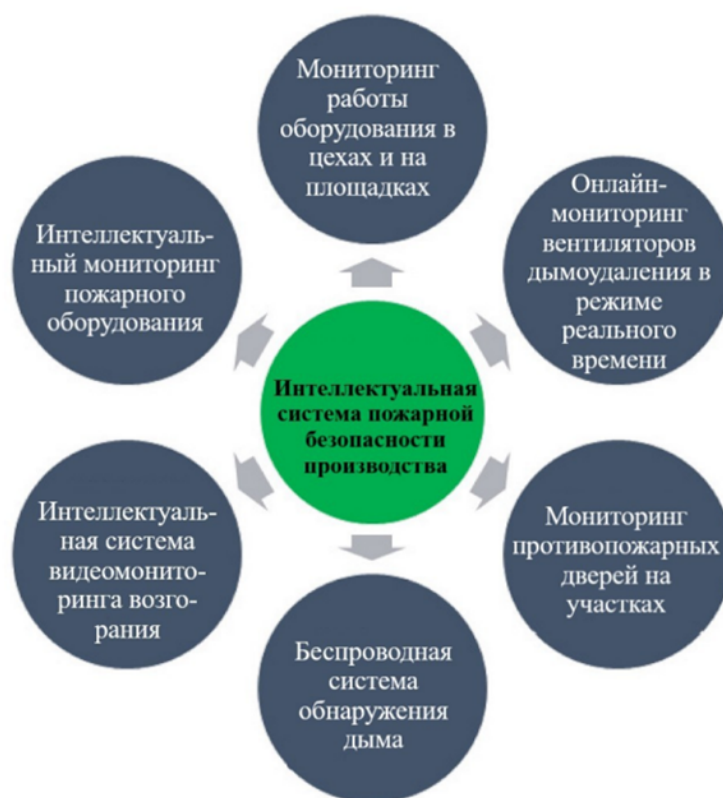 Мониторинг
работы
оборудования в
цехах и на
площадках
Онлайн-
мониторинг
вентиляторов
дымоудаления в
режиме
реального
времени
Мониторинг
противопожарных
дверей на
участках
Беспроводная
система
обнаружения
дыма
Интеллектуаль-
ная система
видеомонито-
ринга возго-
рания
Интеллектуаль-
ный мониторинг
пожарного
оборудования
Интеллектуальная
система пожарной
безопасности
производства